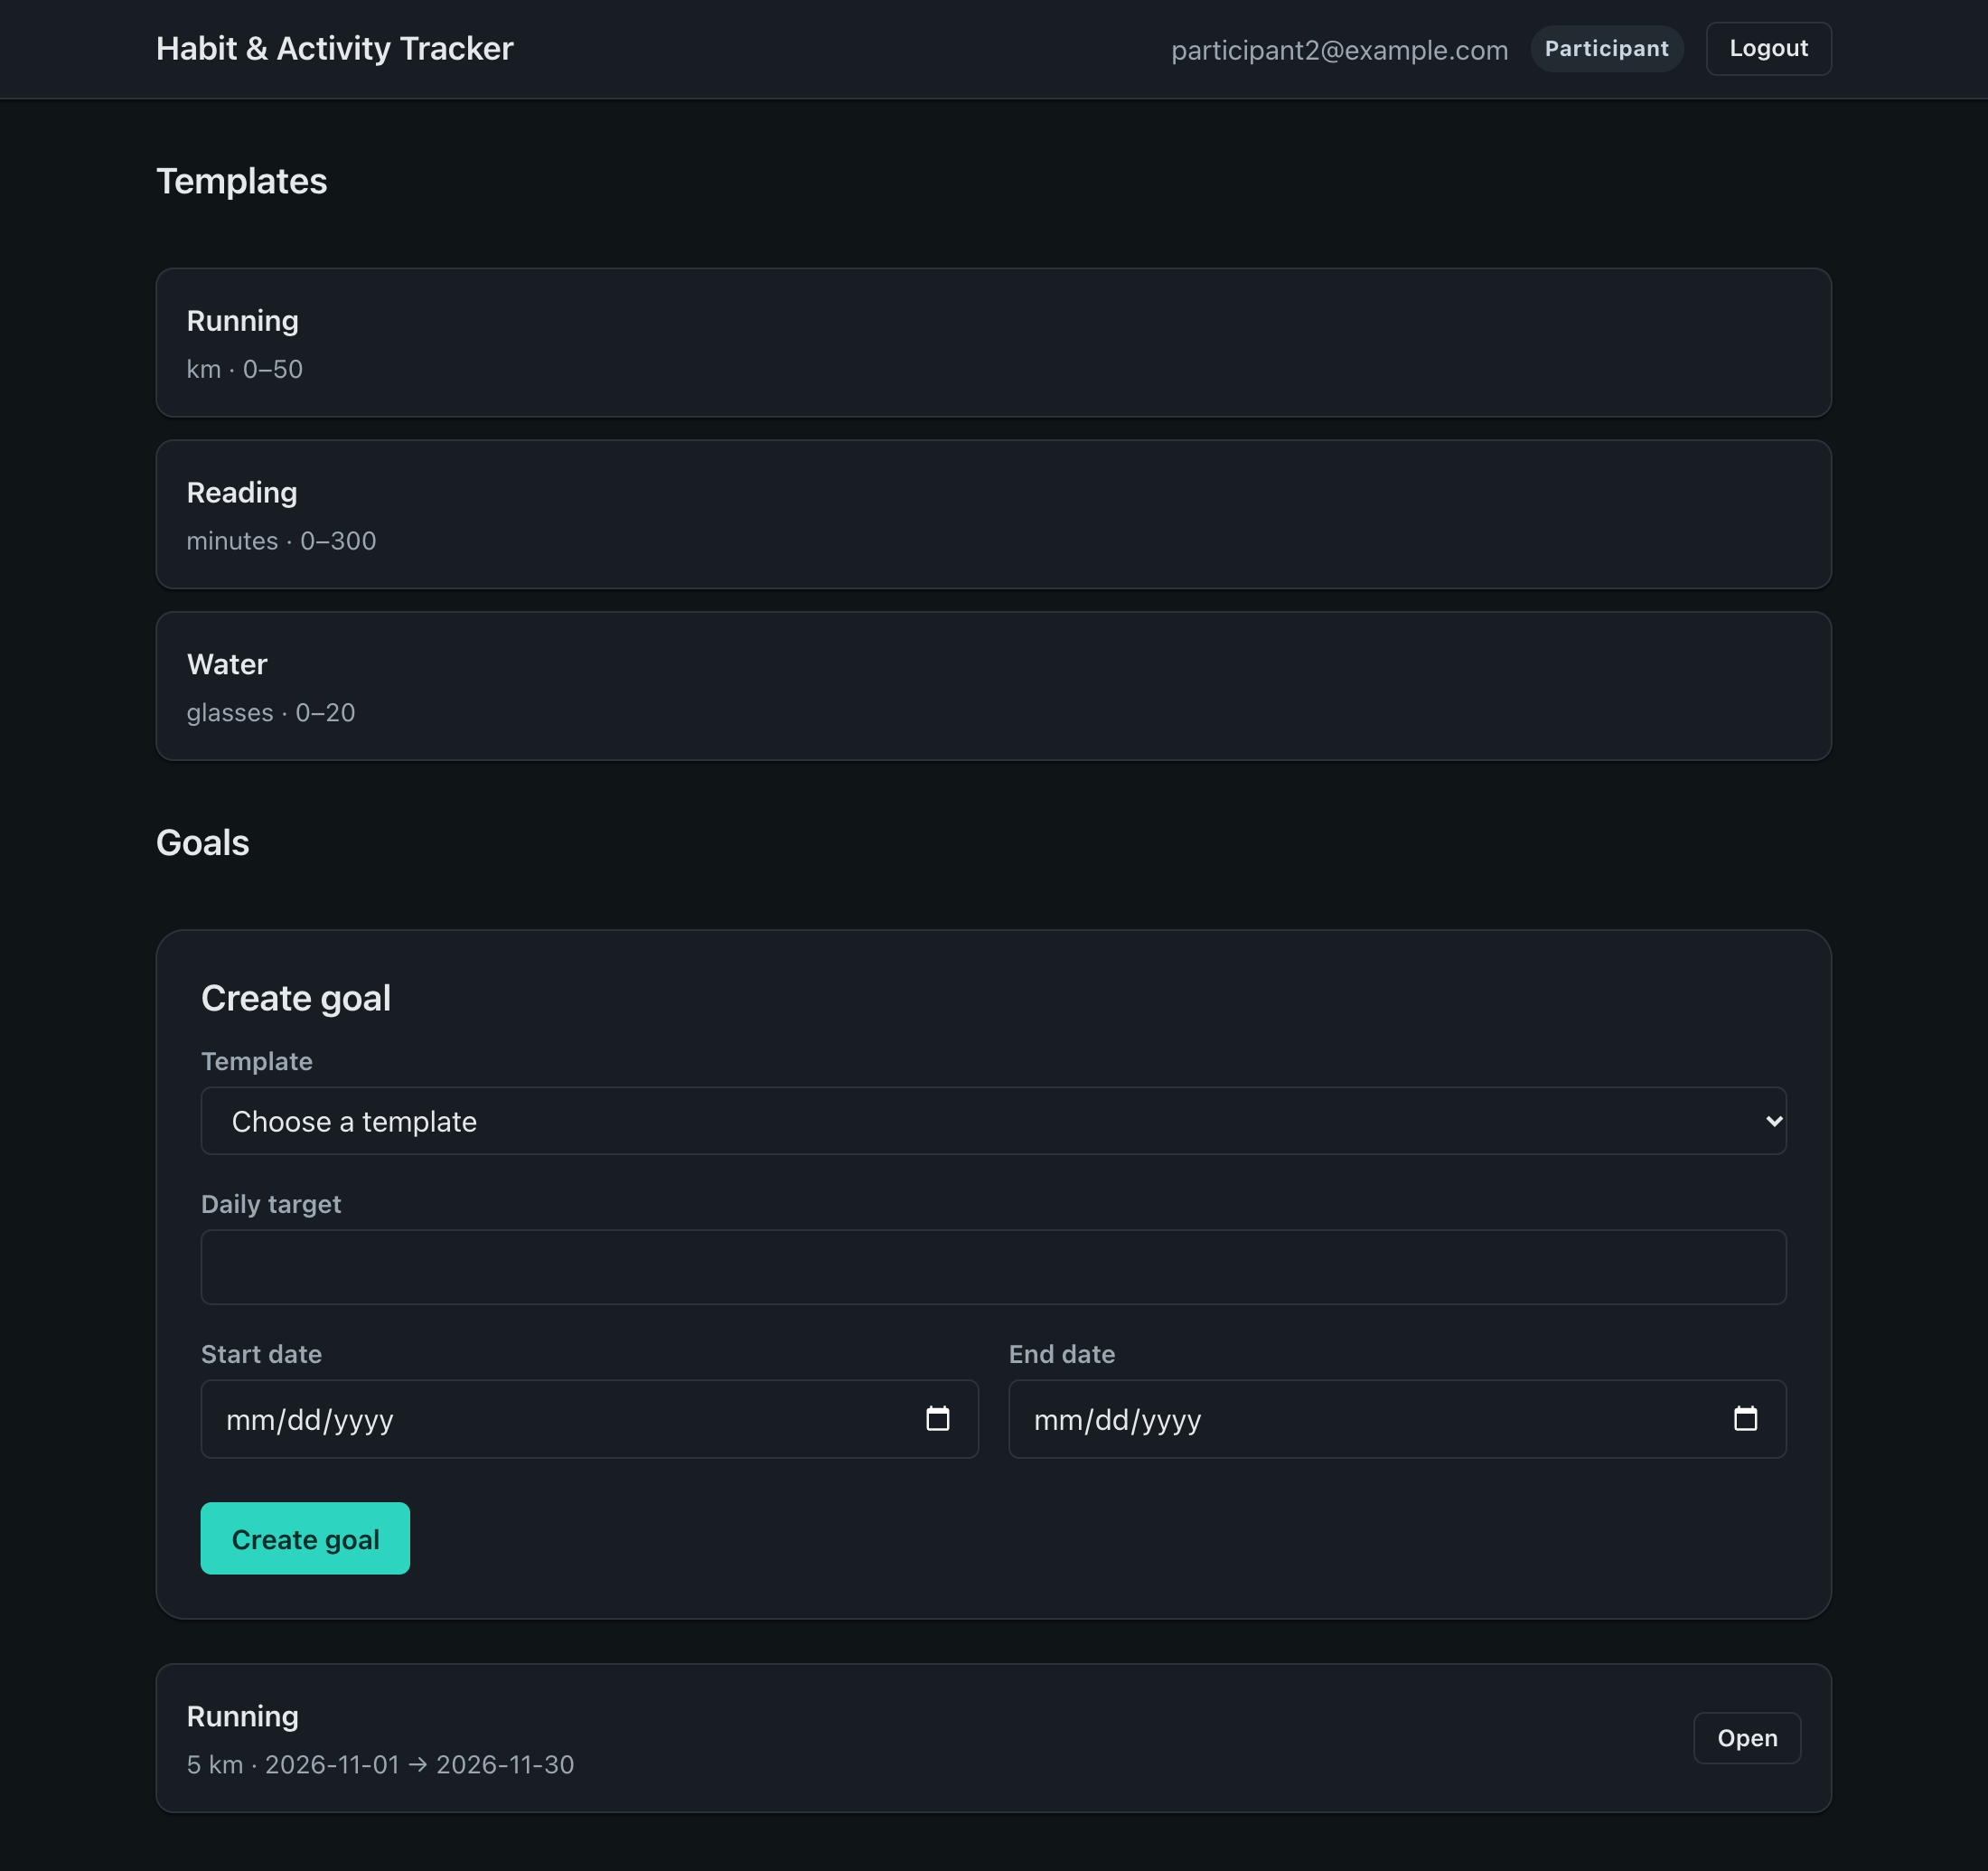 Habit & Activity Tracker
participant2@example.com
Participant
Logout
Templates
Running
km · 0–50
Reading
minutes · 0–300
Water
glasses · 0–20
Goals
Create goal
Template
Choose a template
Daily target
Start date
End date
mm/dd/yyyy
mm/dd/yyyy
Create goal
Running
5 km · 2026-11-01 → 2026-11-30
Open